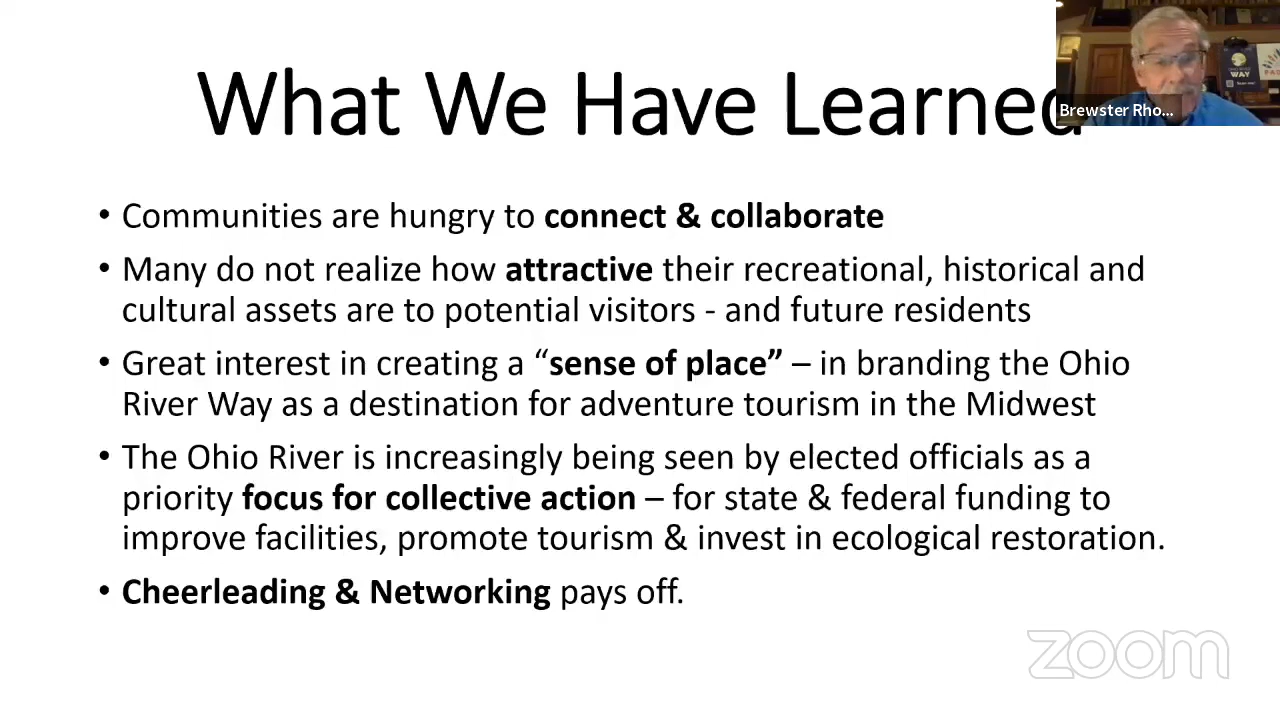 What We Have Learned
Brewster Rho...
WAY
• Communities are hungry to connect & collaborate
• Many do not realize how attractive their recreational, historical and
cultural assets are to potential visitors - and future residents
• Great interest in creating a “sense of place” – in branding the Ohio
River Way as a destination for adventure tourism in the Midwest
• The Ohio River is increasingly being seen by elected officials as a
priority focus for collective action – for state & federal funding to
improve facilities, promote tourism & invest in ecological restoration.
• Cheerleading & Networking pays off.
zoom